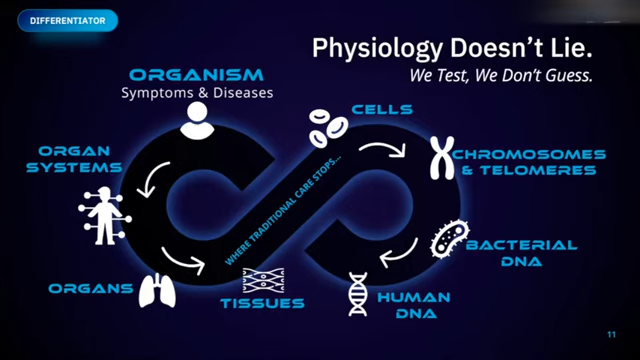 DIFFERENTIATOR
Physiology Doesn't Lie.
We Test, We Don't Guess.
ORGANISM
Symptoms & Diseases
CELLS
ORGAN
SYSTEMS
CHROMOSOMES
& TELOMERES
WHERE TRADITIONAL CARE STOPS...
BACTERIAL
DNA
ORGANS
TISSUES
HUMAN
DNA
11